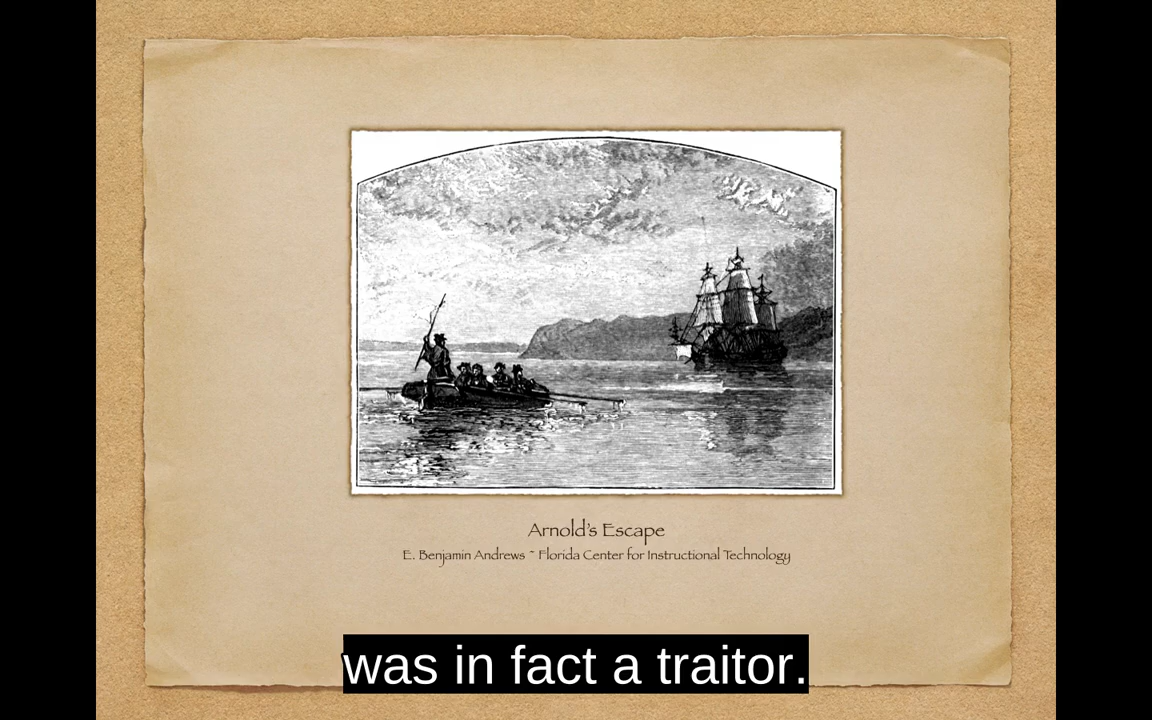 Arnold's Escape
E. Benjamin Andrews ~ Florida Center for Instructional Technology
was in fact a traitor.